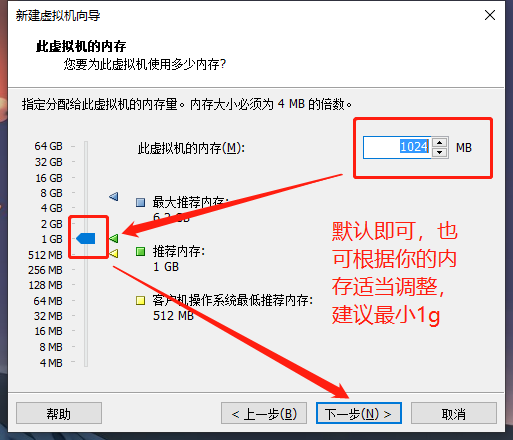 新建虚拟机向导
此虚拟机的内存
您要为此虚拟机使用多少内存?
指定分配给此虚拟机的内存量。内存大小必须为 4 MB 的倍数。
64 GB
32 GB
16 GB
8 GB
4 GB
2 GB
1 GB
512 MB
256 MB
128 MB
64 MB
32 MB
16 MB
8 MB
4 MB
此虚拟机的内存(M):
1024 MB
最大推荐内存:
推荐内存:
1 GB
客户机操作系统最低推荐内存:
512 MB
默认即可，也
可根据你的内
存适当调整，
建议最小1g
帮助
< 上一步(B)
下一步(N) >
取消